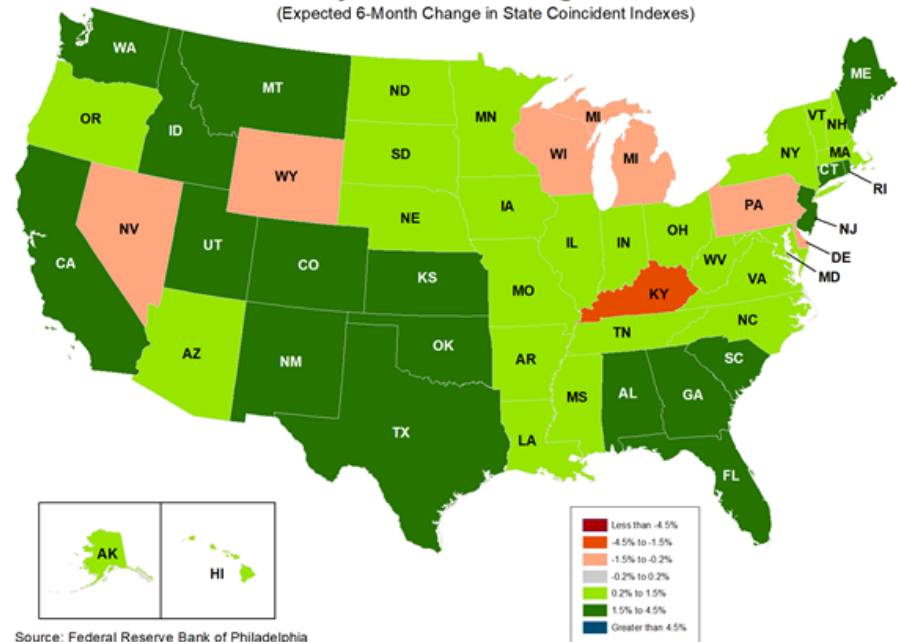 (Expected 6-Month Change in State Coincident Indexes)
WA
MT
ND
MN
ME
OR
ID
SD
WI
MI
MI
VT
NH
NY
MA
CT
RI
WY
NE
IA
PA
NJ
NV
UT
CO
KS
IL
IN
OH
WV
DE
MD
VA
CA
MO
KY
AZ
NM
OK
AR
TN
NC
SC
TX
LA
MS
AL
GA
FL
AK
HI
Less than -4.5%
-4.5% to -1.5%
-1.5% to -0.2%
-0.2% to 0.2%
0.2% to 1.5%
1.5% to 4.5%
Greater than 4.5%
Source: Federal Reserve Bank of Philadelphia